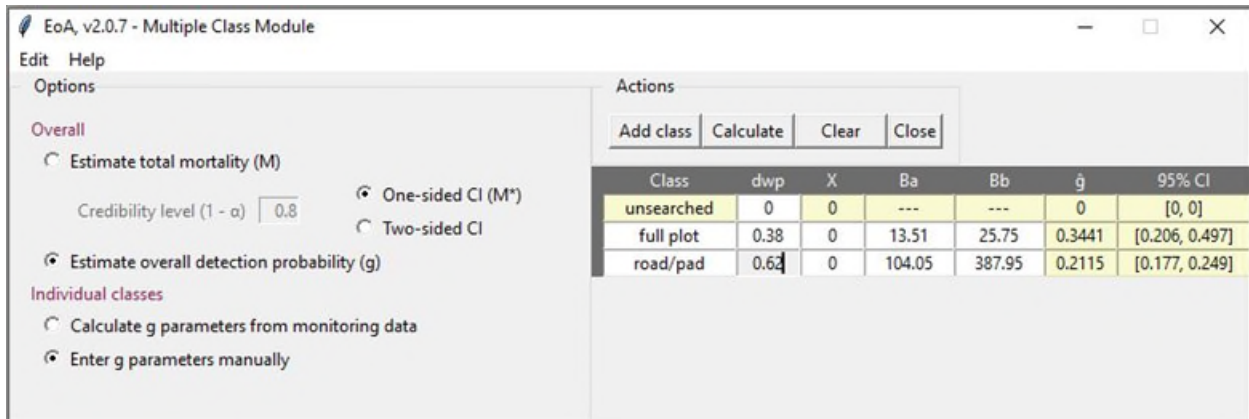 EoA, v2.0.7 - Multiple Class Module
Edit Help
Options
Overall
Estimate total mortality (M)
Credibility level (1 - α) 0.8
One-sided CI (M*)
Two-sided CI
Estimate overall detection probability (g)
Individual classes
Calculate g parameters from monitoring data
Enter g parameters manually
Actions
Add class Calculate Clear Close
Class dwp X Ba Bb ĝ 95% CI
unsearched 0 0 --- --- 0 [0, 0]
full plot 0.38 0 13.51 25.75 0.3441 [0.206, 0.497]
road/pad 0.62 0 104.05 387.95 0.2115 [0.177, 0.249]